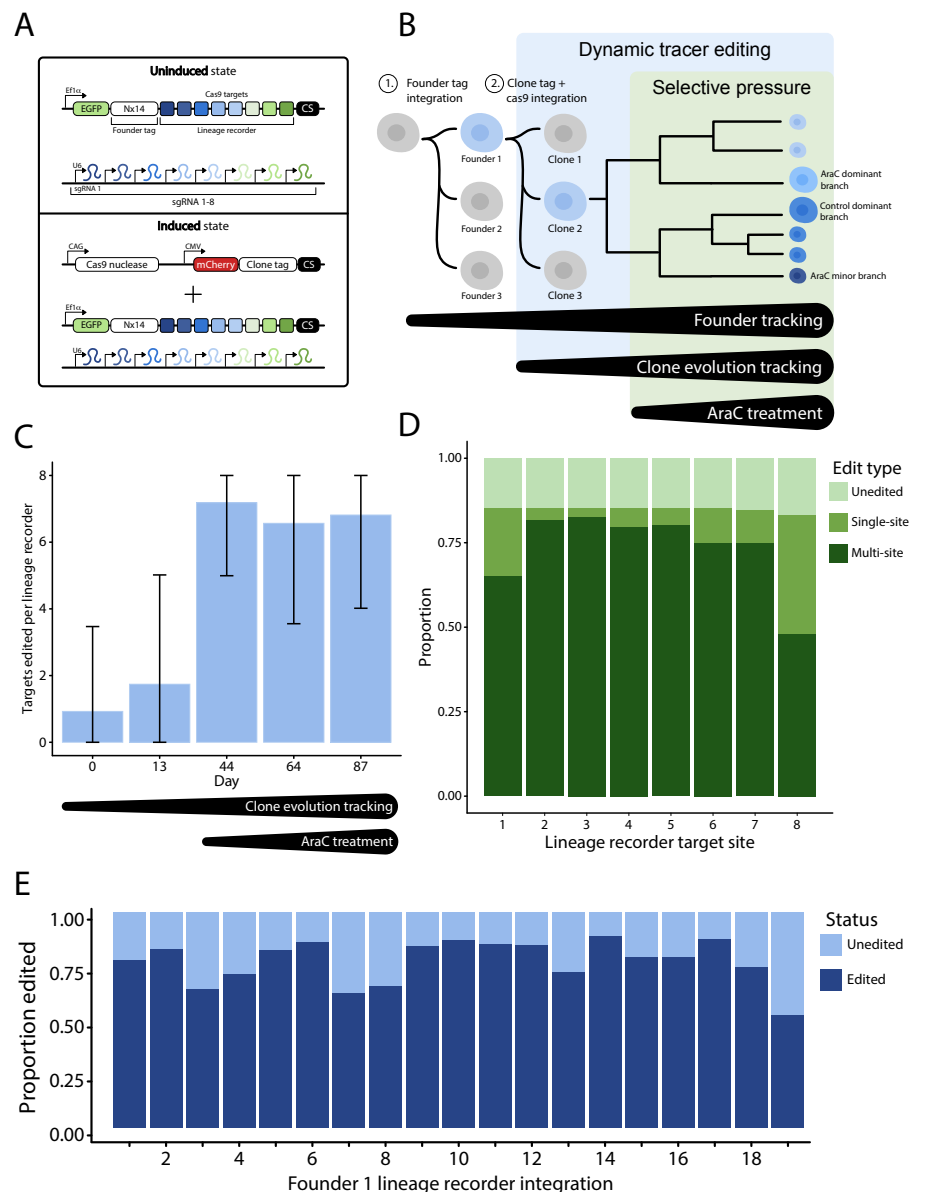 A
Uninduced state
Ef1α
EGFP
Nx14
Cas9 targets
CS
Founder tag
Lineage recorder
U6
sgRNA 1
sgRNA 1-8
Induced state
CAG
CMV
Cas9 nuclease
mCherry
Clone tag
CS
+
Ef1α
EGFP
Nx14
CS
U6
B
Dynamic tracer editing
Selective pressure
1. Founder tag
integration
2. Clone tag +
cas9 integration
Founder 1
Founder 2
Founder 3
Clone 1
Clone 2
Clone 3
AraC dominant
branch
Control dominant
branch
AraC minor branch
Founder tracking
Clone evolution tracking
AraC treatment
C
Targets edited per lineage recorder
8
6
4
2
0
0 13 44 64 87
Day
Clone evolution tracking
AraC treatment
D
Proportion
1.00
0.75
0.50
0.25
0.00
1 2 3 4 5 6 7 8
Lineage recorder target site
Edit type
Unedited
Single-site
Multi-site
E
Proportion edited
1.00
0.75
0.50
0.25
0.00
2 4 6 8 10 12 14 16 18
Founder 1 lineage recorder integration
Status
Unedited
Edited